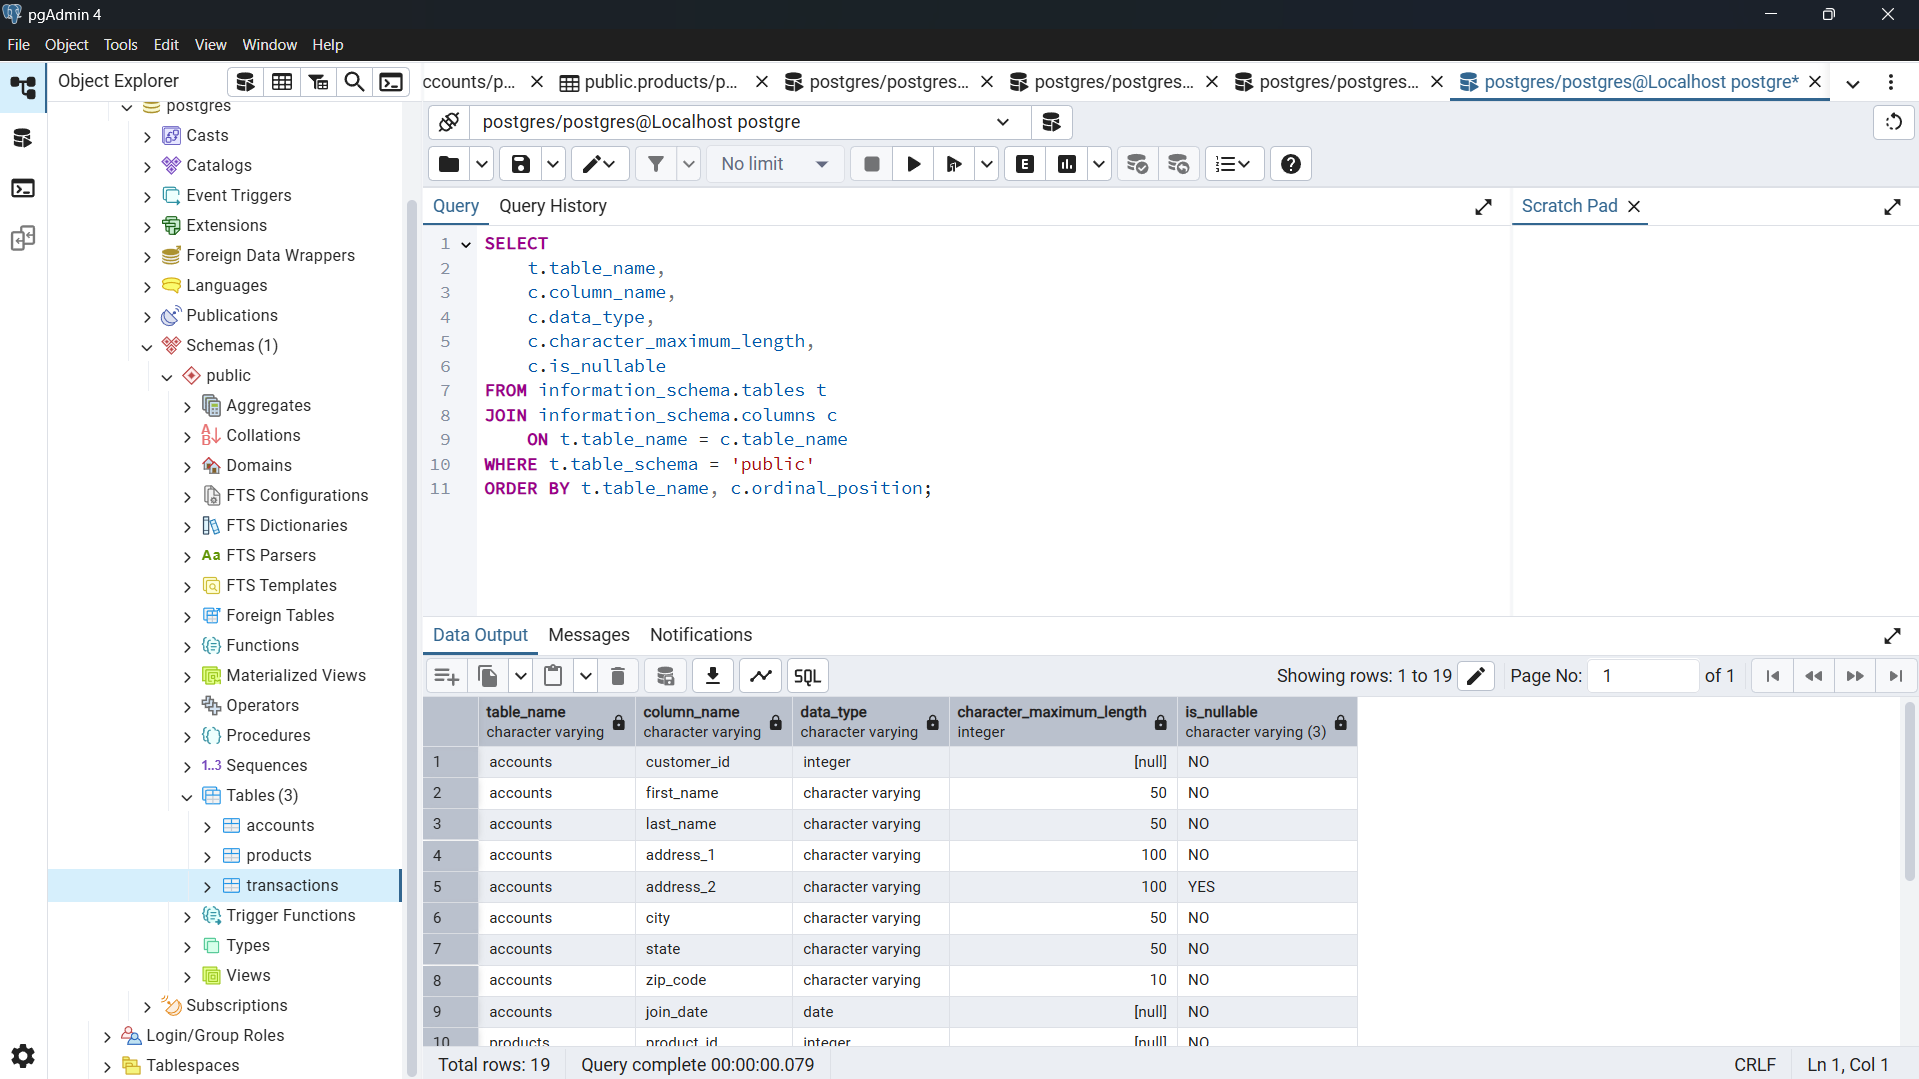 pgAdmin 4
File Object Tools Edit View Window Help
Object Explorer
ccounts/p... public.products/p... postgres/postgres... postgres/postgres... postgres/postgres... postgres/postgres@Localhost postgre*
postgres
Casts
Catalogs
Event Triggers
Extensions
Foreign Data Wrappers
Languages
Publications
Schemas (1)
public
Aggregates
Collations
Domains
FTS Configurations
FTS Dictionaries
Aa FTS Parsers
FTS Templates
Foreign Tables
Functions
Materialized Views
Operators
Procedures
1..3 Sequences
Tables (3)
accounts
products
transactions
Trigger Functions
Types
Views
Subscriptions
Login/Group Roles
Tablespaces
postgres/postgres@Localhost postgre
No limit
E
Query Query History
Scratch Pad
1 SELECT
2 t.table_name,
3 c.column_name,
4 c.data_type,
5 c.character_maximum_length,
6 c.is_nullable
7 FROM information_schema.tables t
8 JOIN information_schema.columns c
9 ON t.table_name = c.table_name
10 WHERE t.table_schema = 'public'
11 ORDER BY t.table_name, c.ordinal_position;
Data Output Messages Notifications
SQL
Showing rows: 1 to 19 Page No: 1 of 1
table_name column_name data_type character_maximum_length is_nullable
character varying character varying character varying integer character varying (3)
1 accounts customer_id integer [null] NO
2 accounts first_name character varying 50 NO
3 accounts last_name character varying 50 NO
4 accounts address_1 character varying 100 NO
5 accounts address_2 character varying 100 YES
6 accounts city character varying 50 NO
7 accounts state character varying 50 NO
8 accounts zip_code character varying 10 NO
9 accounts join_date date [null] NO
10 products product_id integer [null] NO
Total rows: 19 Query complete 00:00:00.079
CRLF Ln 1, Col 1